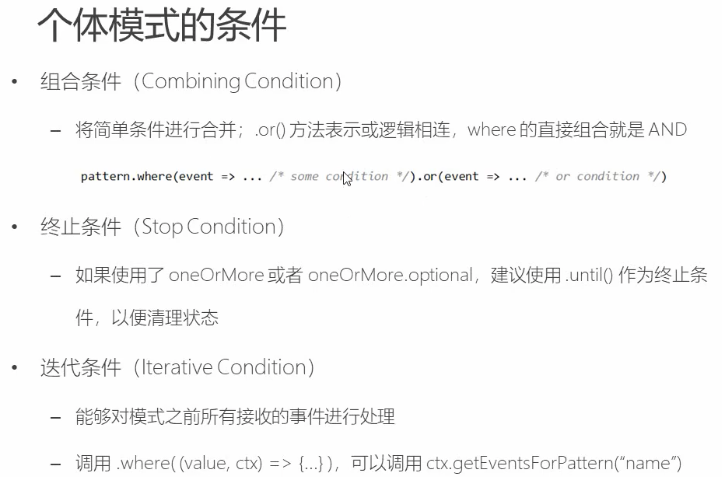 个体模式的条件
• 组合条件（Combining Condition）
– 将简单条件进行合并；.or() 方法表示或逻辑相连，where 的直接组合就是 AND
pattern.where(event => ... /* some condition */).or(event => ... /* or condition */)
• 终止条件（Stop Condition）
– 如果使用了 oneOrMore 或者 oneOrMore.optional，建议使用 .until() 作为终止条
件，以便清理状态
• 迭代条件（Iterative Condition）
– 能够对模式之前所有接收的事件进行处理
– 调用 .where( (value, ctx) => {...} )，可以调用 ctx.getEventsForPattern(“name”)